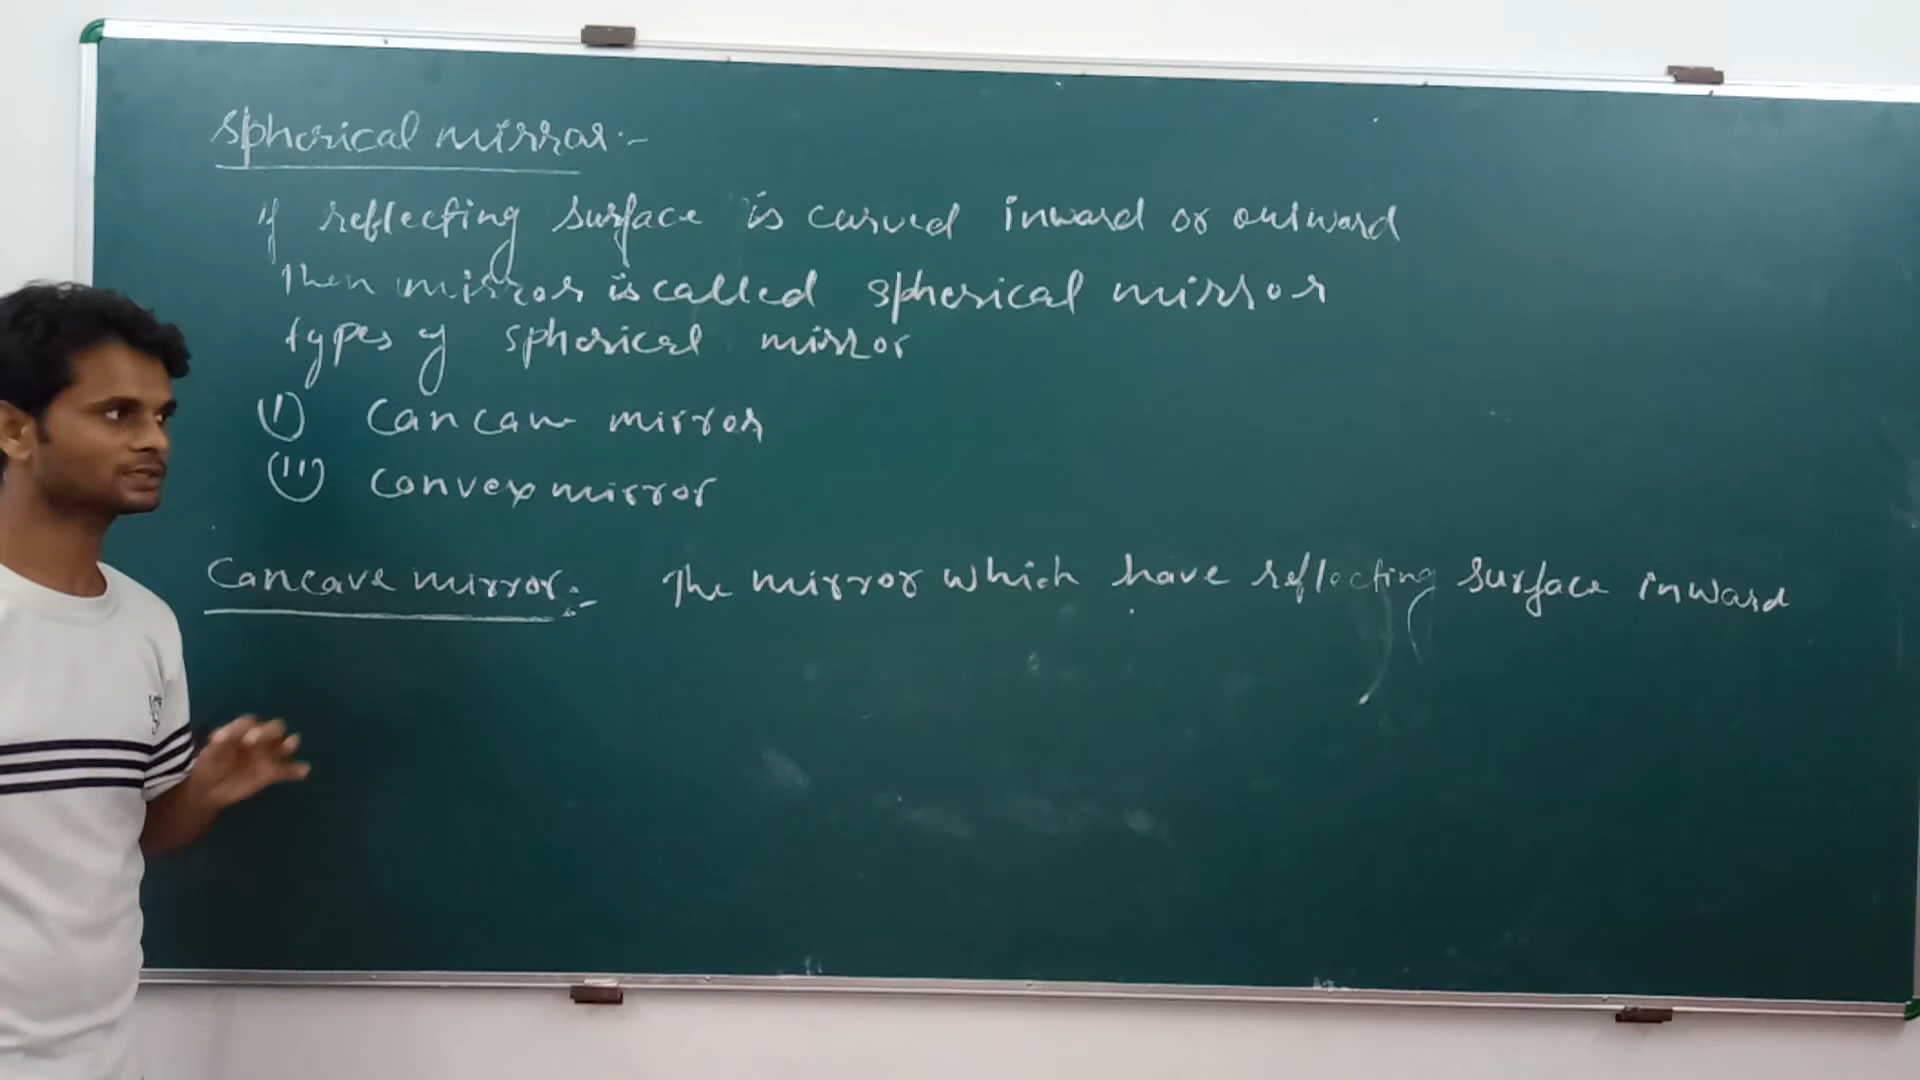 Spherical mirror:-
if reflecting surface is curved inward or outward
Then mirror is called spherical mirror
types of spherical mirror
(i) Cancave mirror
(ii) Convex mirror
Cancave mirror:- The mirror which have reflecting surface inward